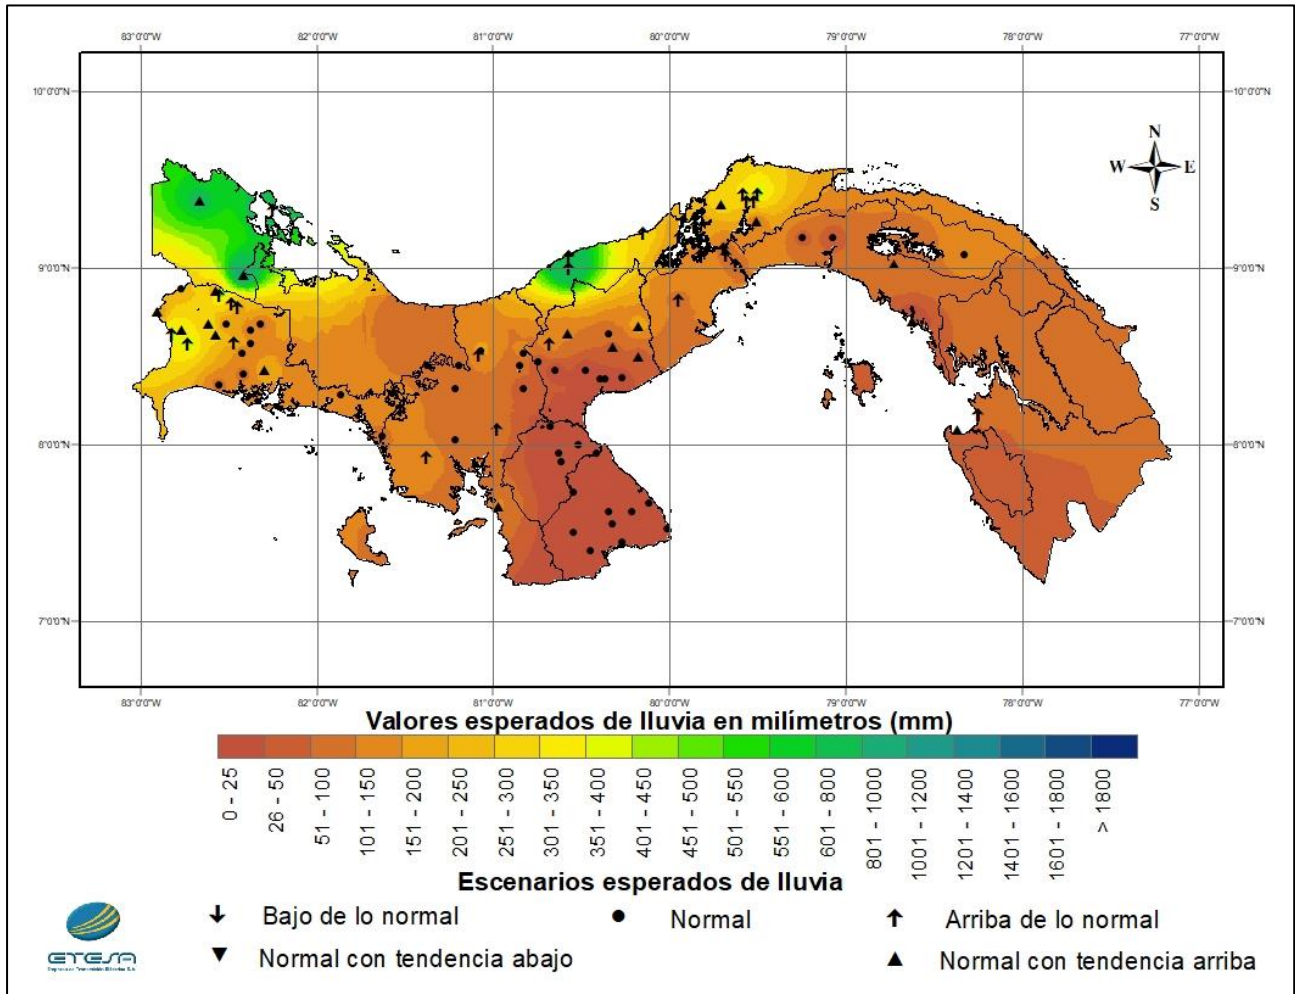 83°0'0"W 82°0'0"W 81°0'0"W 80°0'0"W 79°0'0"W 78°0'0"W 77°0'0"W
10°0'0"N 10°0'0"N
N
W E
S
9°0'0"N 9°0'0"N
8°0'0"N 8°0'0"N
7°0'0"N 7°0'0"N
83°0'0"W 82°0'0"W 81°0'0"W 80°0'0"W 79°0'0"W 78°0'0"W 77°0'0"W
Valores esperados de lluvia en milímetros (mm)
0 - 25
26 - 50
51 - 100
101 - 150
151 - 200
201 - 250
251 - 300
301 - 350
351 - 400
401 - 450
451 - 500
501 - 550
551 - 600
601 - 800
801 - 1000
1001 - 1200
1201 - 1400
1401 - 1600
1601 - 1800
> 1800
Escenarios esperados de lluvia
Bajo de lo normal Normal Arriba de lo normal
Normal con tendencia abajo Normal con tendencia arriba
ETESA
Empresa de Transmisión Eléctrica S.A.